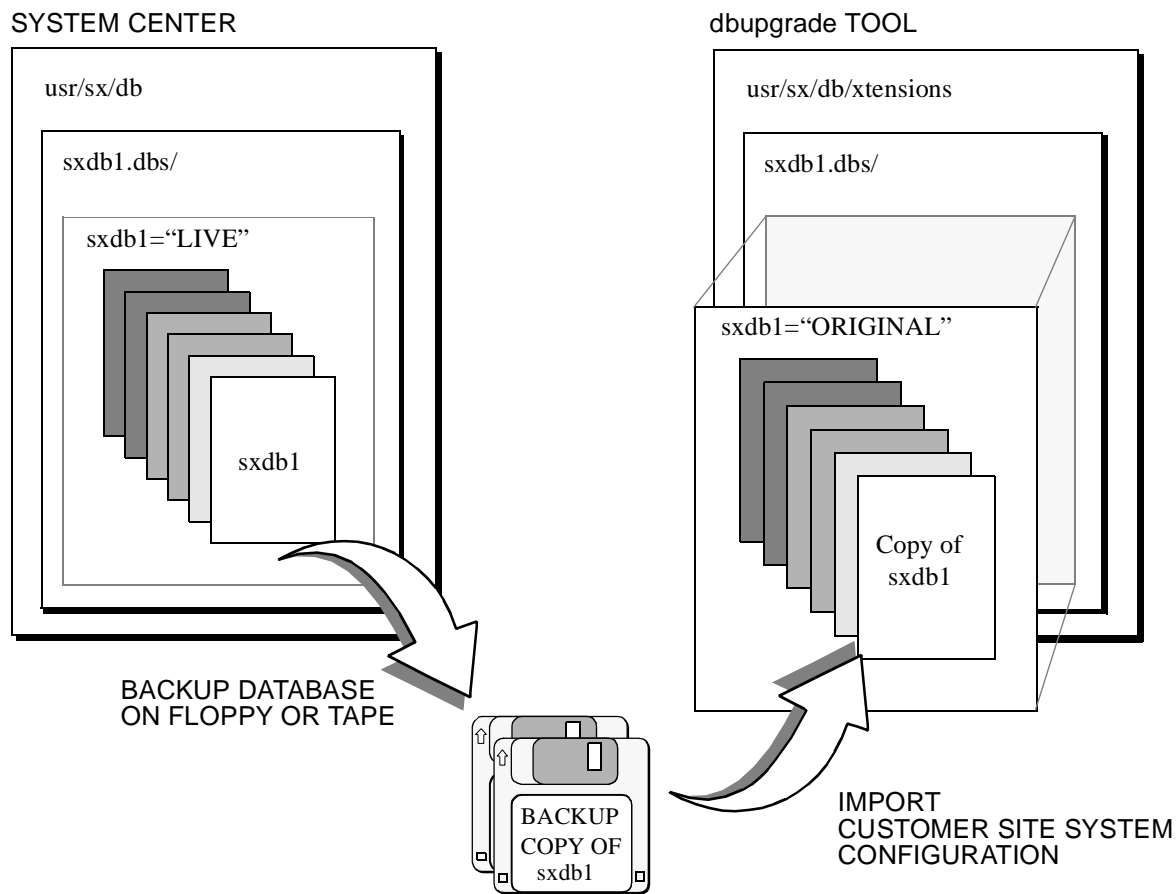 SYSTEM CENTER
usr/sx/db
sxdb1.dbs/
sxdb1=“LIVE”
sxdb1
BACKUP DATABASE
ON FLOPPY OR TAPE
BACKUP
COPY OF
sxdb1
dbupgrade TOOL
usr/sx/db/xtensions
sxdb1.dbs/
sxdb1=“ORIGINAL”
Copy of
sxdb1
IMPORT
CUSTOMER SITE SYSTEM
CONFIGURATION